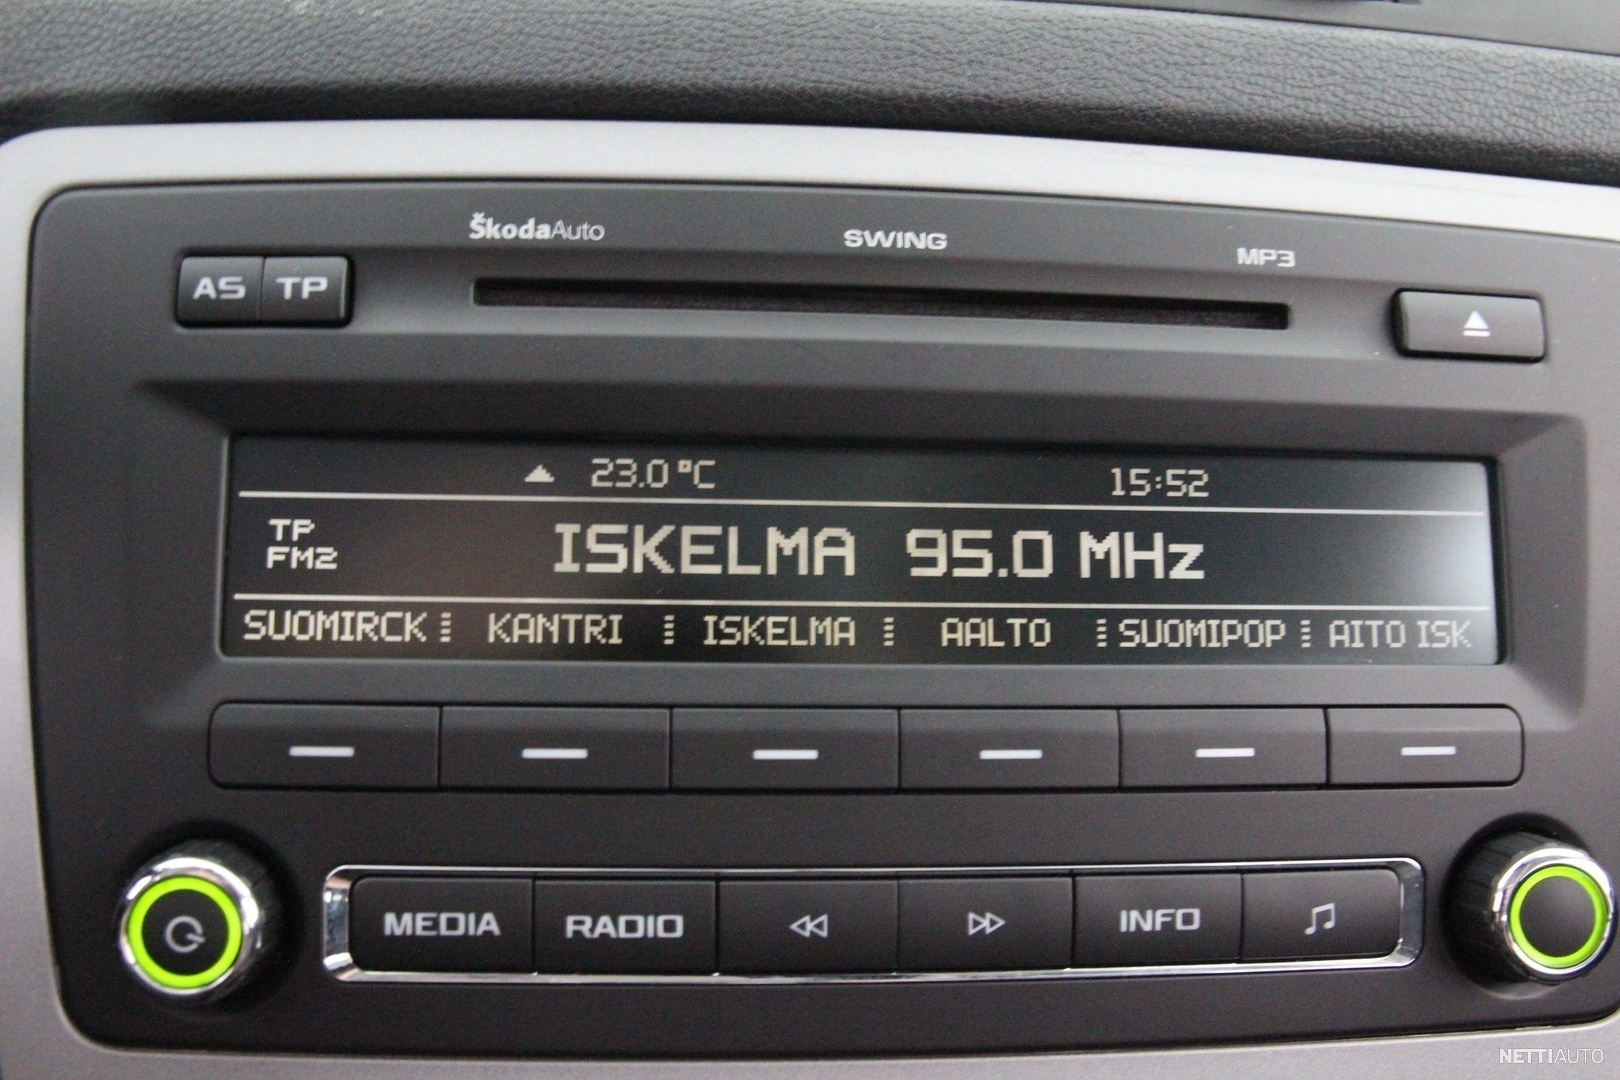 ŠkodaAuto SWING MP3
AS TP
23.0 °C 15:52
TP
FM2
ISKELMA 95.0 MHz
SUOMIRCK KANTRI ISKELMA AALTO SUOMIPOP AITO ISK
MEDIA RADIO INFO
NETTIAUTO